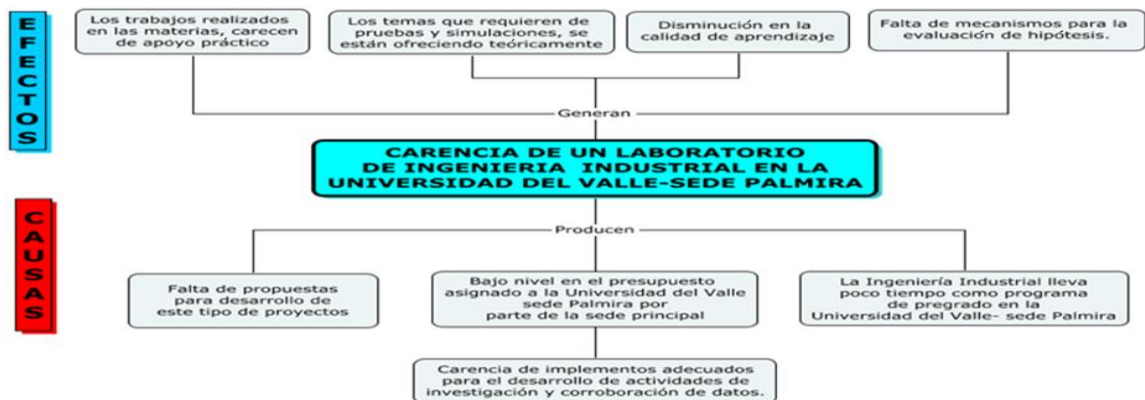 EFECTOS
Los trabajos realizados
en las materias, carecen
de apoyo práctico
Los temas que requieren de
pruebas y simulaciones, se
están ofreciendo teóricamente
Disminución en la
calidad de aprendizaje
Falta de mecanismos para la
evaluación de hipótesis.
Generan
CARENCIA DE UN LABORATORIO
DE INGENIERIA INDUSTRIAL EN LA
UNIVERSIDAD DEL VALLE-SEDE PALMIRA
CAUSAS
Producen
Falta de propuestas
para desarrollo de
este tipo de proyectos
Bajo nivel en el presupuesto
asignado a la Universidad del Valle
sede Palmira por
parte de la sede principal
La Ingeniería Industrial lleva
poco tiempo como programa
de pregrado en la
Universidad del Valle- sede Palmira
Carencia de implementos adecuados
para el desarrollo de actividades de
investigación y corroboración de datos.